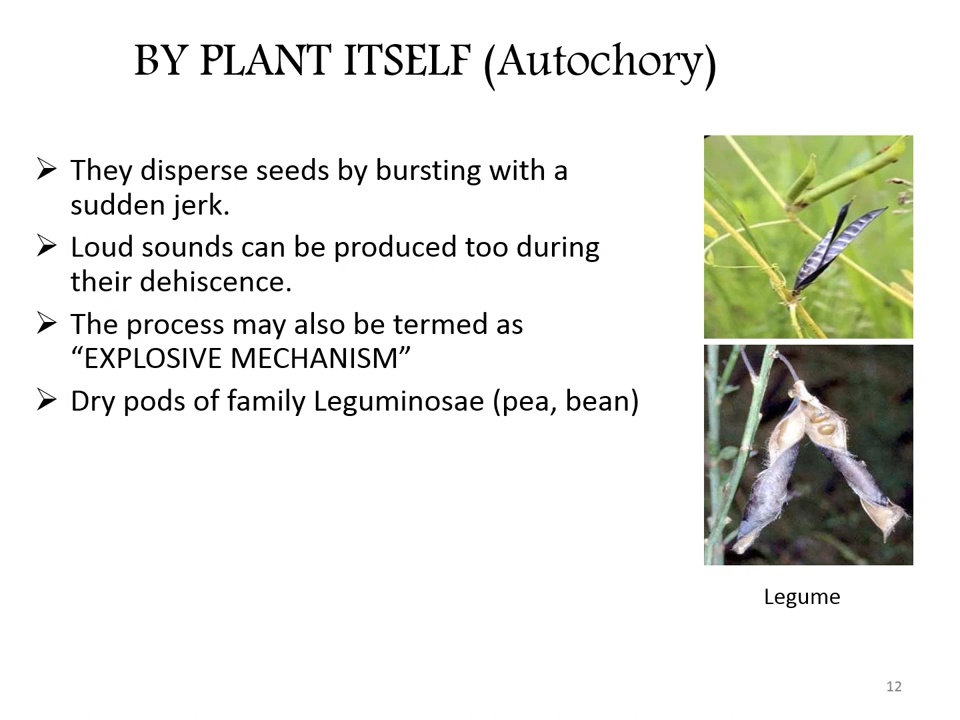 BY PLANT ITSELF (Autochory)
➢ They disperse seeds by bursting with a
sudden jerk.
➢ Loud sounds can be produced too during
their dehiscence.
➢ The process may also be termed as
“EXPLOSIVE MECHANISM”
➢ Dry pods of family Leguminosae (pea, bean)
Legume
12